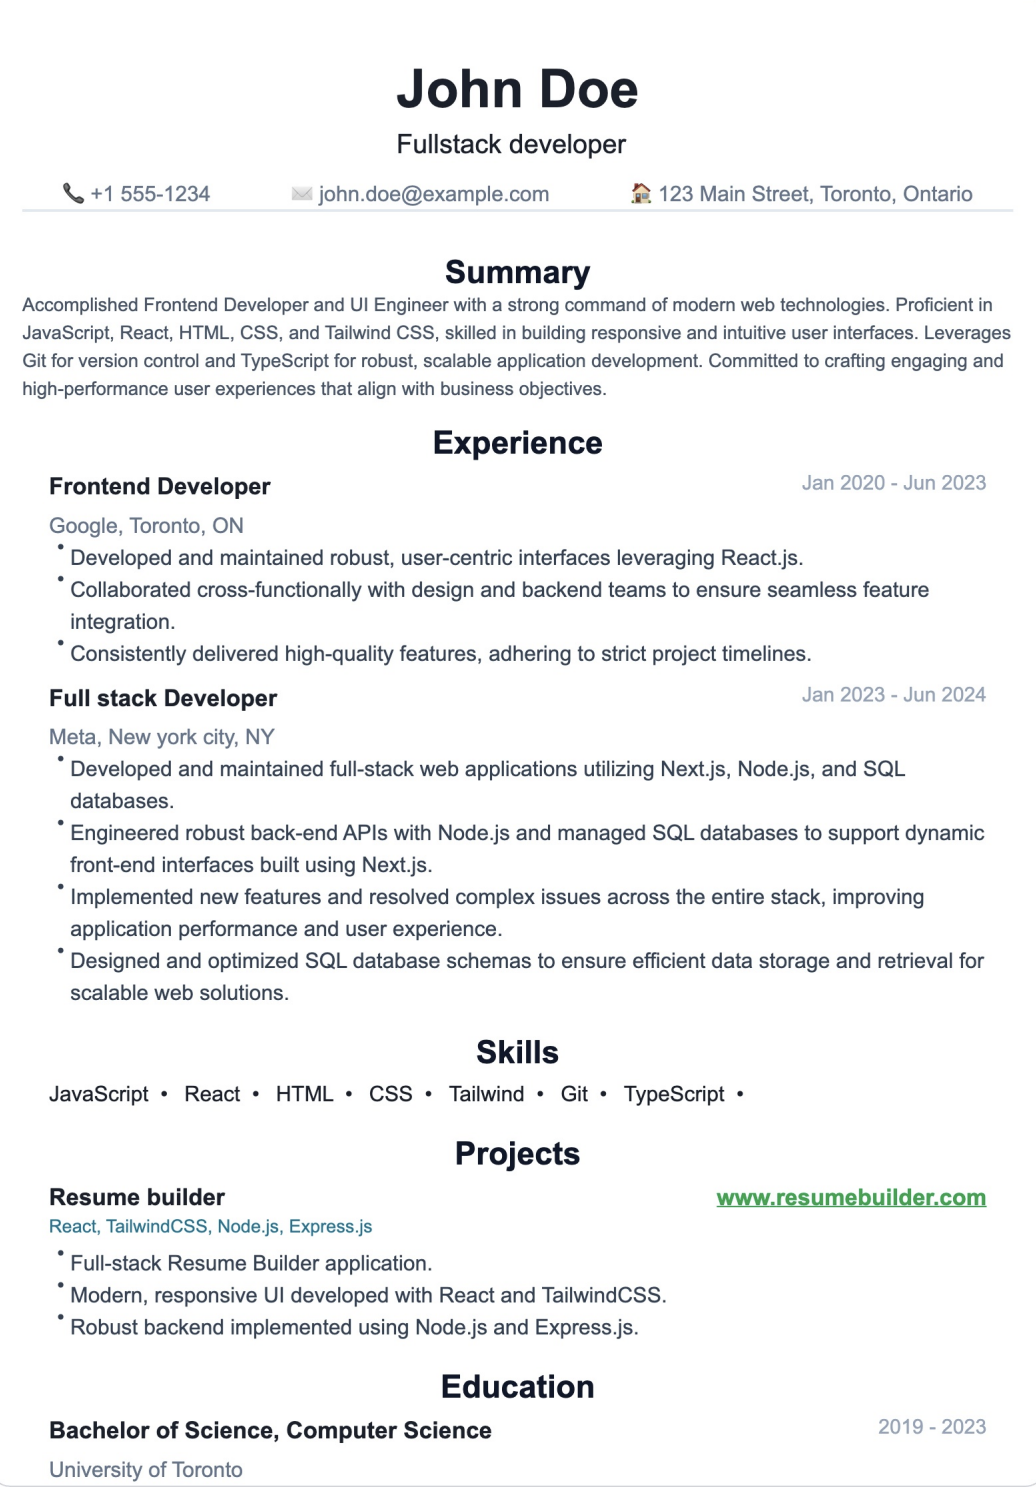 John Doe
Fullstack developer
📞 +1 555-1234 ✉️ john.doe@example.com 🏠 123 Main Street, Toronto, Ontario
Summary
Accomplished Frontend Developer and UI Engineer with a strong command of modern web technologies. Proficient in
JavaScript, React, HTML, CSS, and Tailwind CSS, skilled in building responsive and intuitive user interfaces. Leverages
Git for version control and TypeScript for robust, scalable application development. Committed to crafting engaging and
high-performance user experiences that align with business objectives.
Experience
Frontend Developer Jan 2020 - Jun 2023
Google, Toronto, ON
• Developed and maintained robust, user-centric interfaces leveraging React.js.
• Collaborated cross-functionally with design and backend teams to ensure seamless feature
integration.
• Consistently delivered high-quality features, adhering to strict project timelines.
Full stack Developer Jan 2023 - Jun 2024
Meta, New york city, NY
• Developed and maintained full-stack web applications utilizing Next.js, Node.js, and SQL
databases.
• Engineered robust back-end APIs with Node.js and managed SQL databases to support dynamic
front-end interfaces built using Next.js.
• Implemented new features and resolved complex issues across the entire stack, improving
application performance and user experience.
• Designed and optimized SQL database schemas to ensure efficient data storage and retrieval for
scalable web solutions.
Skills
JavaScript • React • HTML • CSS • Tailwind • Git • TypeScript •
Projects
Resume builder www.resumebuilder.com
React, TailwindCSS, Node.js, Express.js
• Full-stack Resume Builder application.
• Modern, responsive UI developed with React and TailwindCSS.
• Robust backend implemented using Node.js and Express.js.
Education
Bachelor of Science, Computer Science 2019 - 2023
University of Toronto